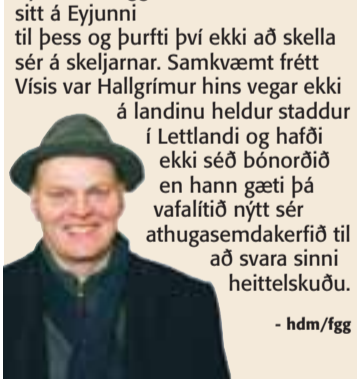 sitt á Eyjunni
til þess og þurfti því ekki að skella
sér á skeljarnar. Samkvæmt frétt
Vísis var Hallgrímur hins vegar ekki
á landinu heldur staddur
í Lettlandi og hafði
ekki séð bónorðið
en hann gæti þá
vafalítið nýtt sér
athugasemdakerfið til
að svara sinni
heittelskuðu.
- hdm/fgg